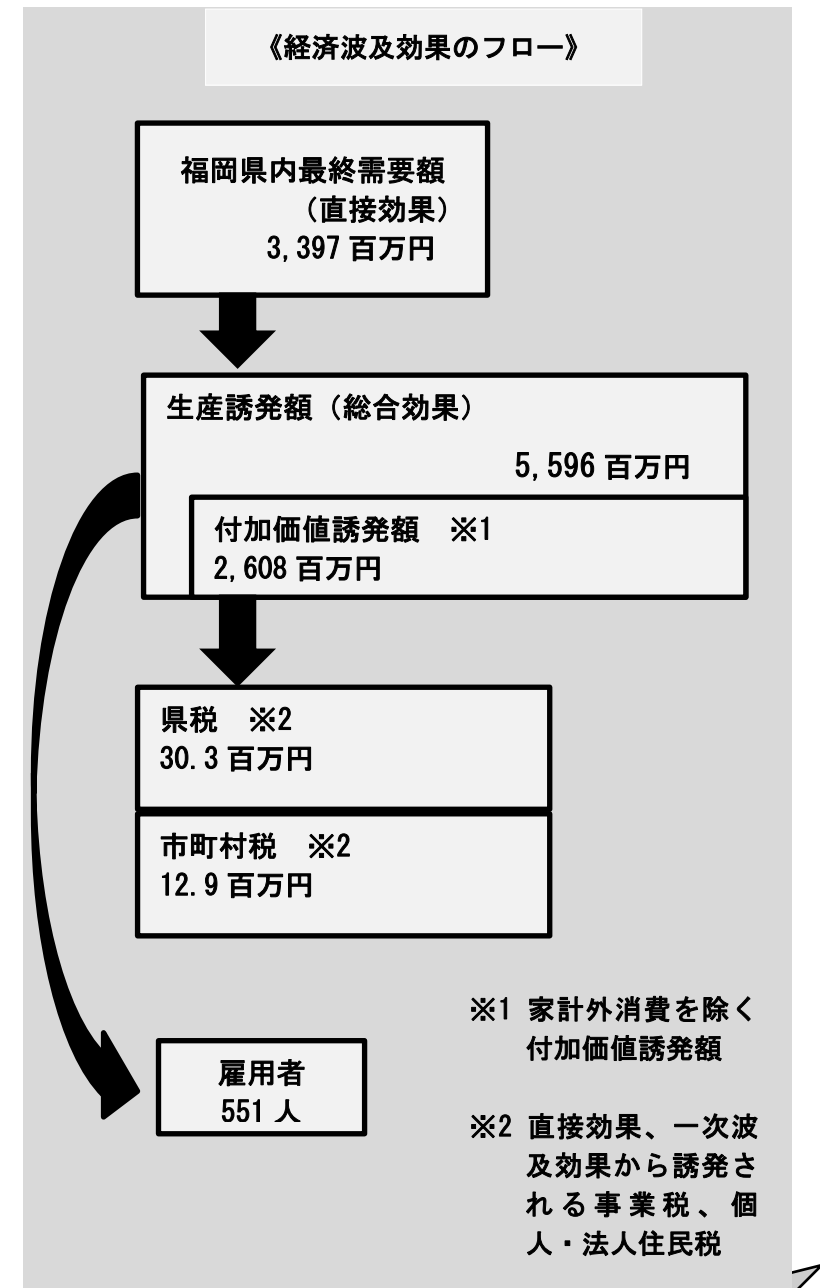 《経済波及効果のフロー》
福岡県内最終需要額
（直接効果）
3,397 百万円
生産誘発額（総合効果）
5,596 百万円
付加価値誘発額　※1
2,608 百万円
県税　※2
30.3 百万円
市町村税　※2
12.9 百万円
雇用者
551 人
※1 家計外消費を除く
付加価値誘発額
※2 直接効果、一次波
及効果から誘発さ
れる事業税、個
人・法人住民税